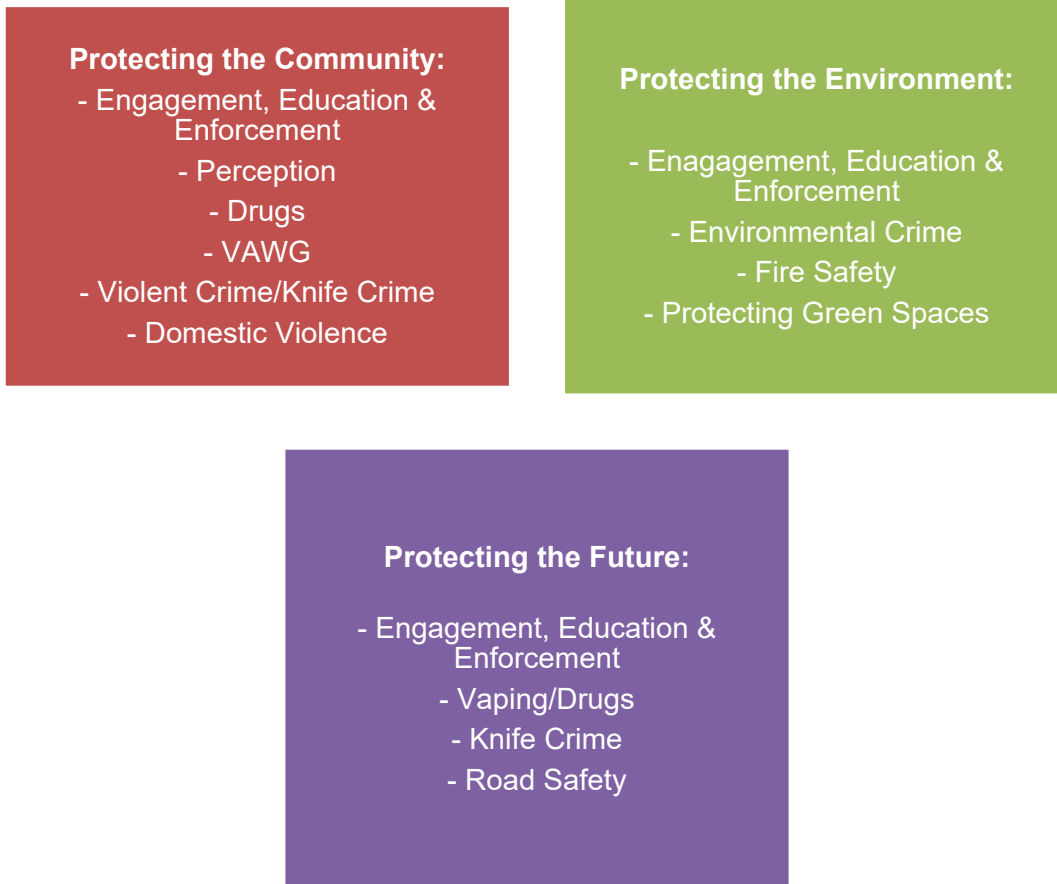 Protecting the Community:
- Engagement, Education &
Enforcement
- Perception
- Drugs
- VAWG
- Violent Crime/Knife Crime
- Domestic Violence
Protecting the Environment:
- Enagagement, Education &
Enforcement
- Environmental Crime
- Fire Safety
- Protecting Green Spaces
Protecting the Future:
- Engagement, Education &
Enforcement
- Vaping/Drugs
- Knife Crime
- Road Safety